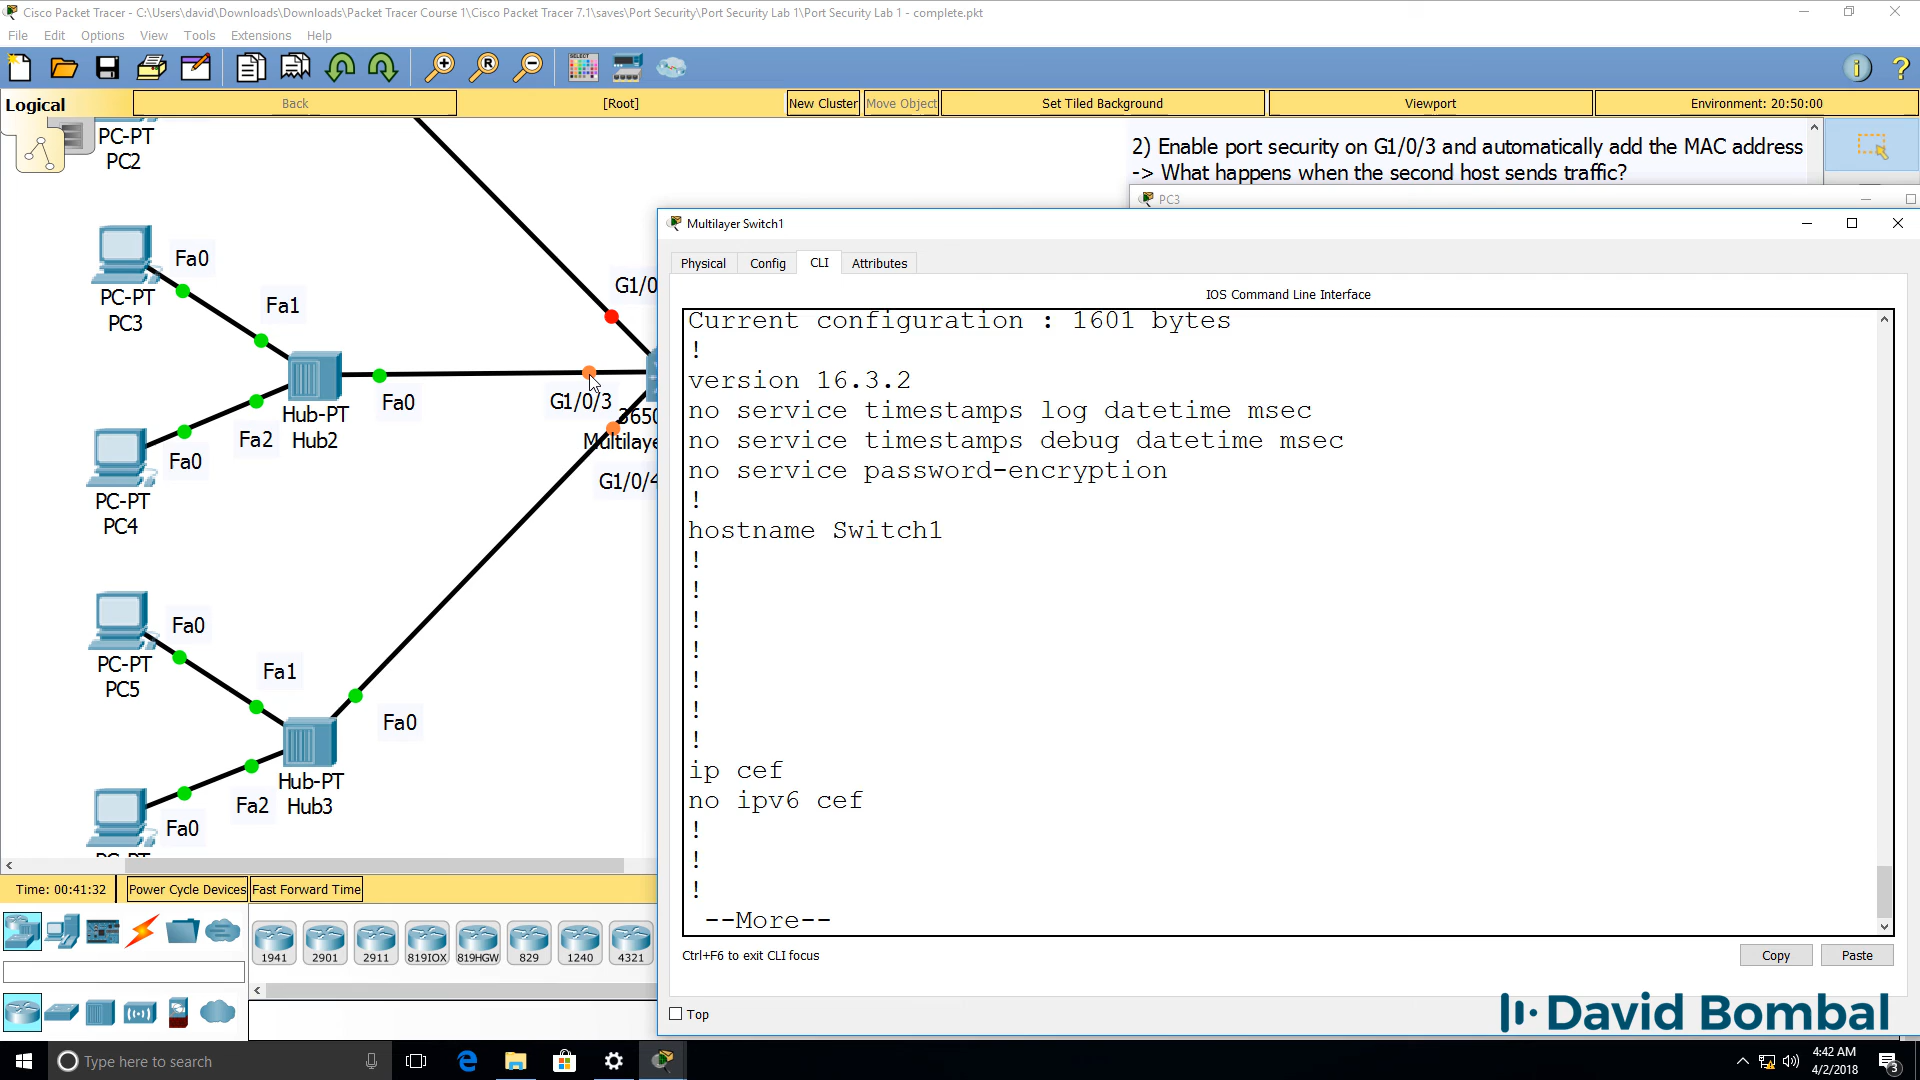 Cisco Packet Tracer - C:\Users\david\Downloads\Downloads\Packet Tracer Course 1\Cisco Packet Tracer 7.1\saves\Port Security\Port Security Lab 1\Port Security Lab 1 - complete.pkt
File Edit Options View Tools Extensions Help
Logical Back [Root] New Cluster Move Object Set Tiled Background Viewport Environment: 20:50:00
PC-PT
PC2
2) Enable port security on G1/0/3 and automatically add the MAC address
-> What happens when the second host sends traffic?
PC3
Multilayer Switch1
Physical Config CLI Attributes
IOS Command Line Interface
Current configuration : 1601 bytes
!
version 16.3.2
no service timestamps log datetime msec
no service timestamps debug datetime msec
no service password-encryption
!
hostname Switch1
!
!
!
!
!
!
!
ip cef
no ipv6 cef
!
!
!
--More--
Ctrl+F6 to exit CLI focus
Copy Paste
Top
Fa0
PC-PT
PC3
Fa1
G1/0
Fa0
G1/0/3
3650
Multilaye
G1/0/4
Hub-PT
Hub2
Fa2
Fa0
PC-PT
PC4
Fa0
PC-PT
PC5
Fa1
Fa0
Hub-PT
Hub3
Fa2
Fa0
Time: 00:41:32 Power Cycle Devices Fast Forward Time
1941 2901 2911 819IOX 819HGW 829 1240 4321
David Bombal
Type here to search
4:42 AM
4/2/2018
3